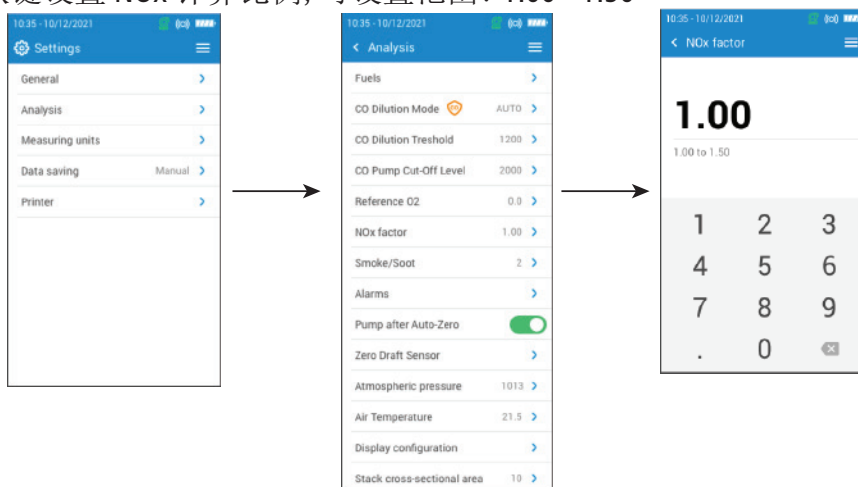 键设置 NOx 计算比例, 可设置范围: 1.00 - 1.50
10:35 - 10/12/2021
Settings
General
Analysis
Measuring units
Data saving Manual
Printer
10:35 - 10/12/2021
Analysis
Fuels
CO Dilution Mode AUTO
CO Dilution Treshold 1200
CO Pump Cut-Off Level 2000
Reference O2 0.0
NOx factor 1.00
Smoke/Soot 2
Alarms
Pump after Auto-Zero
Zero Draft Sensor
Atmospheric pressure 1013
Air Temperature 21.5
Display configuration
Stack cross-sectional area 10
10:35 - 10/12/2021
NOx factor
1.00
1.00 to 1.50
1 2 3
4 5 6
7 8 9
. 0